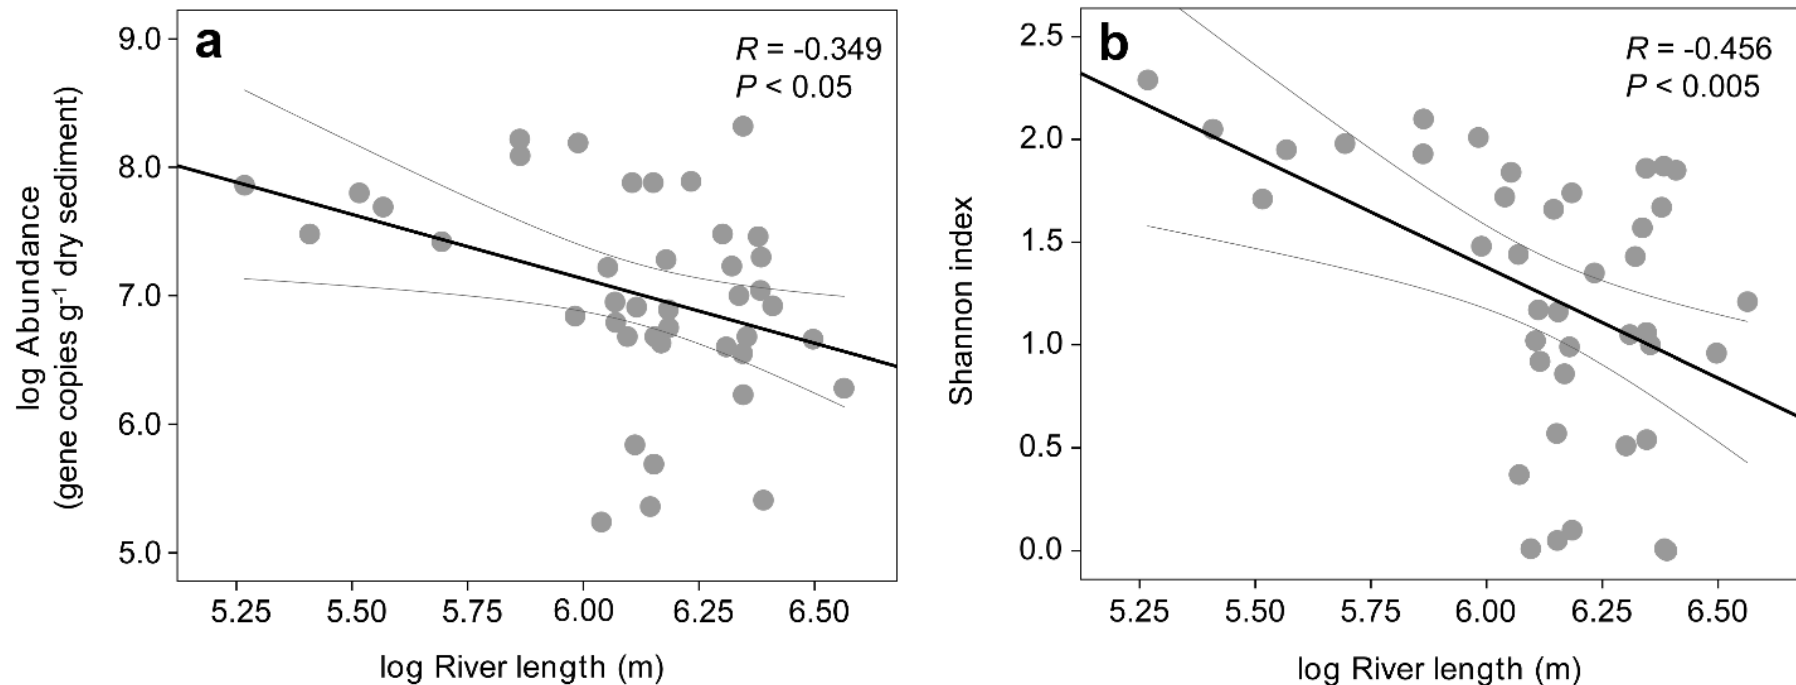 a
R = -0.349
P < 0.05
9.0
8.0
7.0
6.0
5.0
log Abundance
(gene copies g⁻¹ dry sediment)
5.25 5.50 5.75 6.00 6.25 6.50
log River length (m)
b
R = -0.456
P < 0.005
2.5
2.0
1.5
1.0
0.5
0.0
Shannon index
5.25 5.50 5.75 6.00 6.25 6.50
log River length (m)